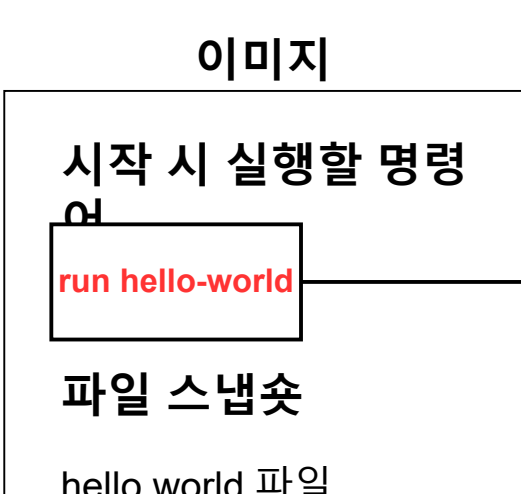 이미지
시작 시 실행할 명령
어
run hello-world
파일 스냅숏
hello world 파일